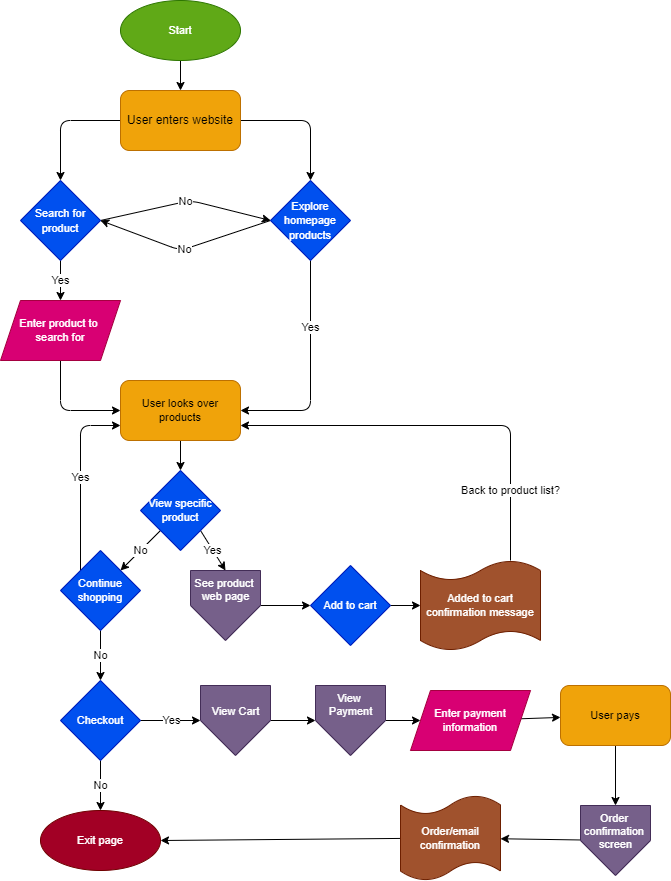 Start
User enters website
Search for
product
No
No
Explore
homepage
products
Yes
Enter product to
search for
Yes
User looks over
products
Yes
Back to product list?
View specific
product
No
Yes
Continue
shopping
See product
web page
Add to cart
Added to cart
confirmation message
No
Checkout
Yes
View Cart
View
Payment
Enter payment
information
User pays
No
Exit page
Order/email
confirmation
Order
confirmation
screen